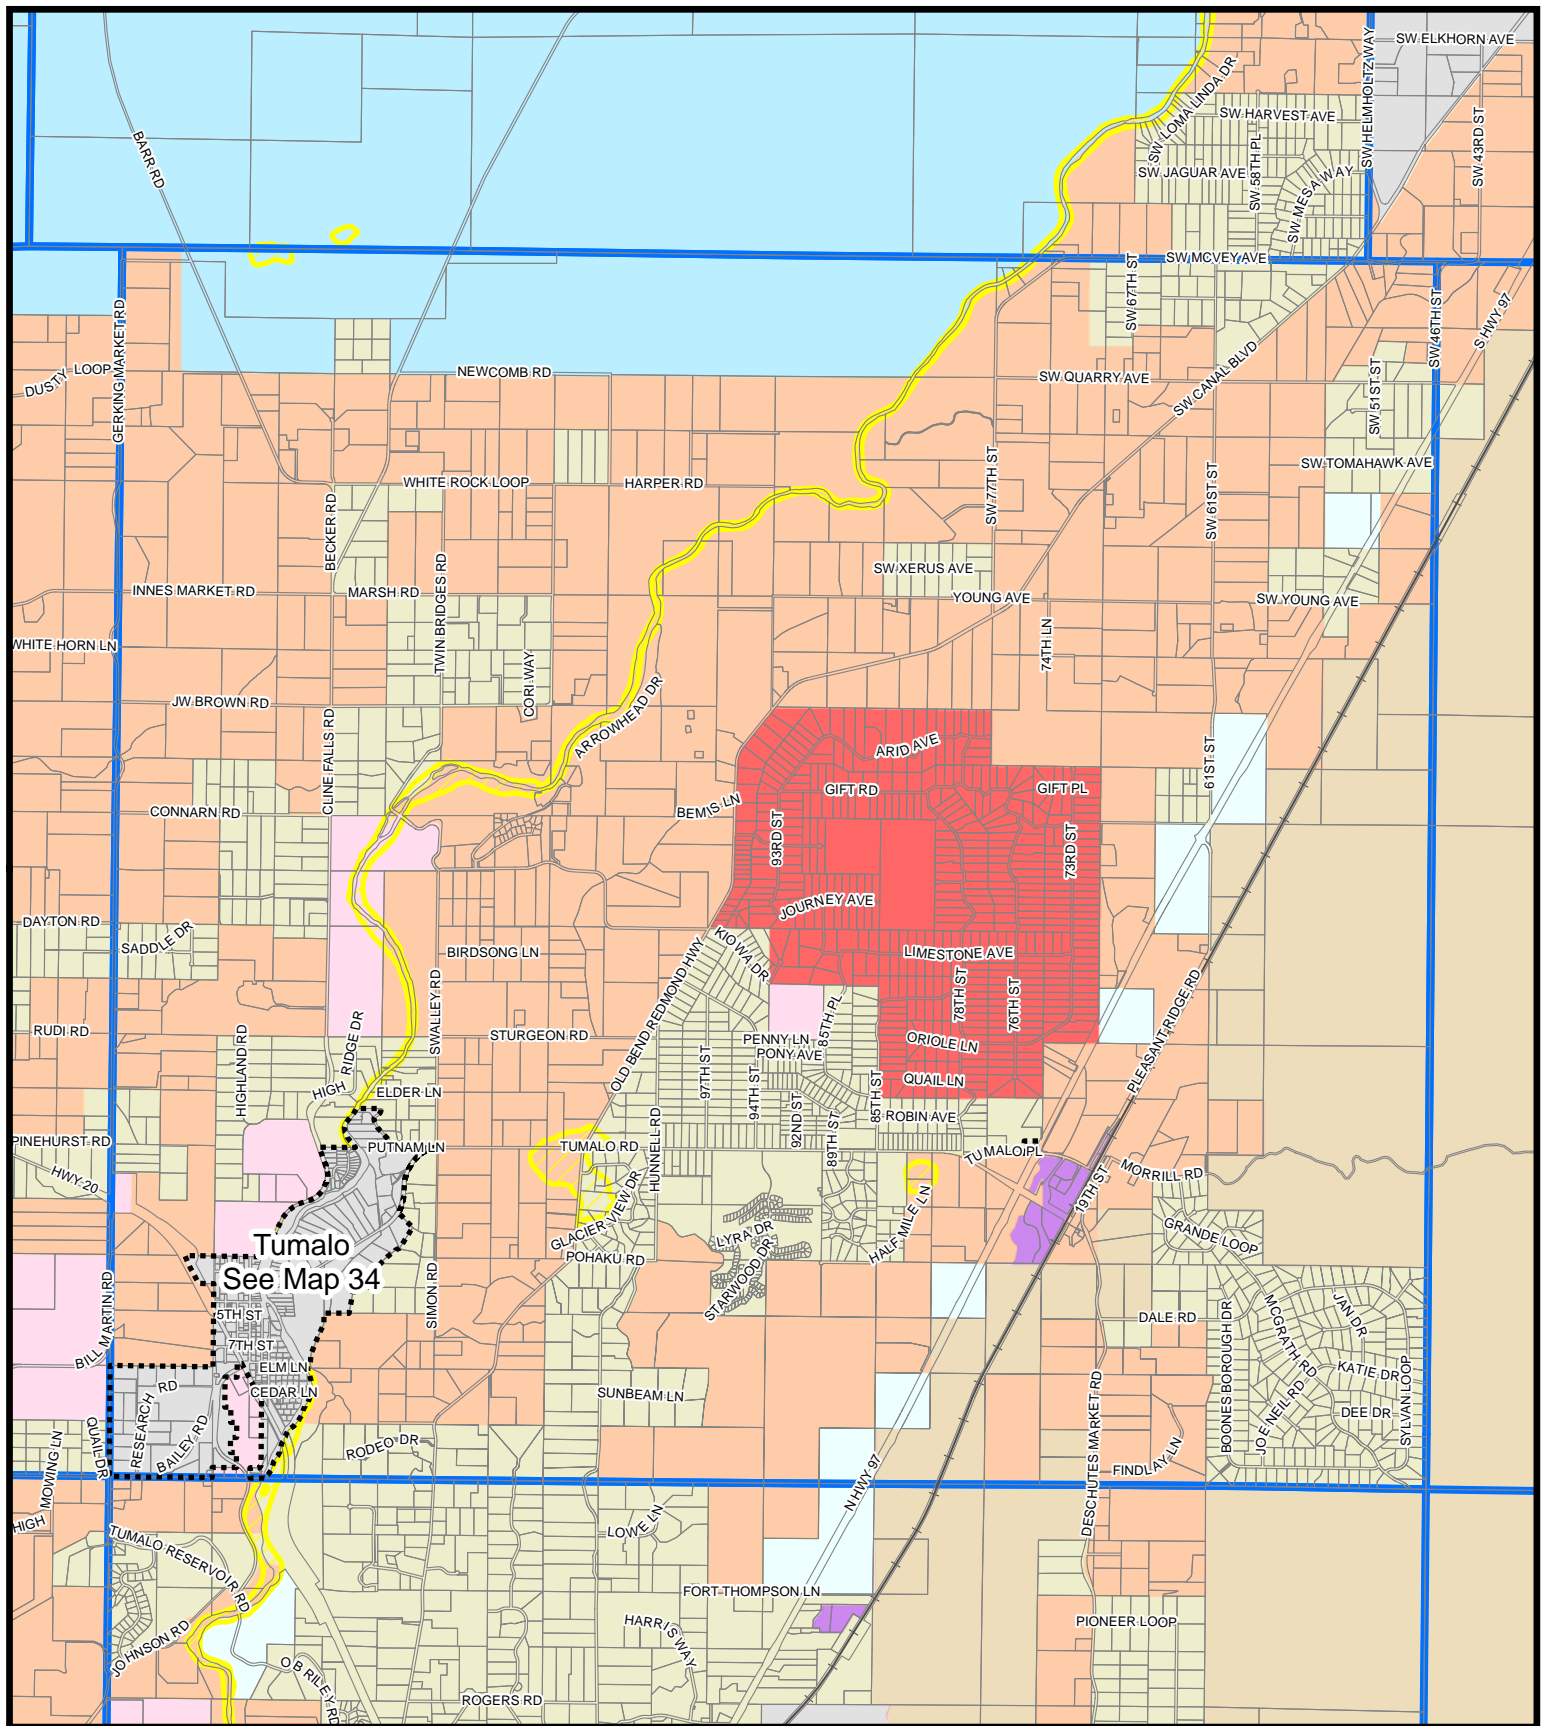 SW ELKHORN AVE
SW HELMHOLTZ WAY
SW LOMA LINDA DR
SW HARVEST AVE
SW 43RD ST
BARR RD
SW 58TH PL
SW JAGUAR AVE
SW MESA WAY
SW MCVEY AVE
SW 67TH ST
GERKING MARKET RD
SW 46TH ST
S HWY 97
DUSTY LOOP
NEWCOMB RD
SW QUARRY AVE
SW CANAL BLVD
SW 51ST ST
SW TOMAHAWK AVE
WHITE ROCK LOOP
HARPER RD
SW 77TH ST
SW 61ST ST
BECKER RD
SW XERUS AVE
INNES MARKET RD
MARSH RD
TWIN BRIDGES RD
YOUNG AVE
SW YOUNG AVE
WHITE HORN LN
74TH LN
CORI WAY
JW BROWN RD
ARROWHEAD DR
CLINE FALLS RD
ARID AVE
61ST ST
GIFT RD
GIFT PL
CONNARN RD
BEMIS LN
93RD ST
73RD ST
JOURNEY AVE
DAYTON RD
SADDLE DR
BIRDSONG LN
KIOWA DR
LIMESTONE AVE
SWALLEY RD
OLD BEND REDMOND HWY
78TH ST
76TH ST
PLEASANT RIDGE RD
RUDI RD
RIDGE DR
HIGH
STURGEON RD
PENNY LN
85TH PL
PONY AVE
ORIOLE LN
HIGHLAND RD
97TH ST
94TH ST
QUAIL LN
ELDER LN
92ND ST
85TH ST
ROBIN AVE
PINEHURST RD
PUTNAM LN
TUMALO RD
HUNNELL RD
89TH ST
TUMALO PL
HWY 20
MORRILL RD
19TH ST
GLACIER VIEW DR
HALF MILE LN
GRANDE LOOP
Tumalo
See Map 34
POHAKU RD
LYRA DR
STARWOOD DR
BILL MARTIN RD
SIMON RD
5TH ST
DALE RD
BOONESBOROUGH DR
MCGRATH RD
JAN DR
7TH ST
ELM LN
KATIE DR
RESEARCH RD
CEDAR LN
SUNBEAM LN
DESCHUTES MARKET RD
JOE NEIL RD
DEE DR
SYLVAN LOOP
QUAIL DR
BAILEY RD
MOWING LN
RODEO DR
FINDLAY LN
N HWY 97
HIGH
LOWE LN
TUMALO RESERVOIR RD
FORT THOMPSON LN
HARRIS WAY
PIONEER LOOP
JOHNSON RD
O B RILEY RD
ROGERS RD